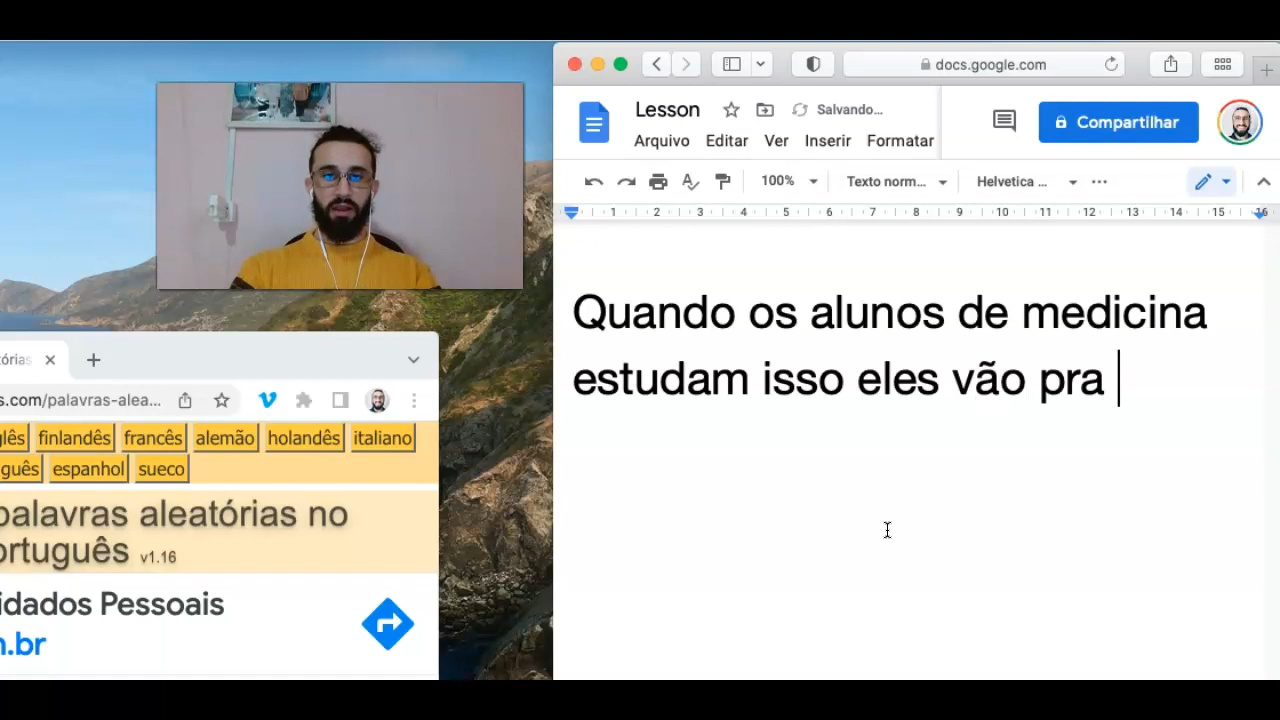 docs.google.com
Lesson
Salvando...
Arquivo Editar Ver Inserir Formatar
Compartilhar
100% Texto norm... Helvetica ...
1 2 3 4 5 6 7 8 9 10 11 12 13 14 15 16
Quando os alunos de medicina
estudam isso eles vão pra
órias
s.com/palavras-alea...
glês finlandês francês alemão holandês italiano
guês espanhol sueco
palavras aleatórias no
ortuguês v1.16
idados Pessoais
n.br